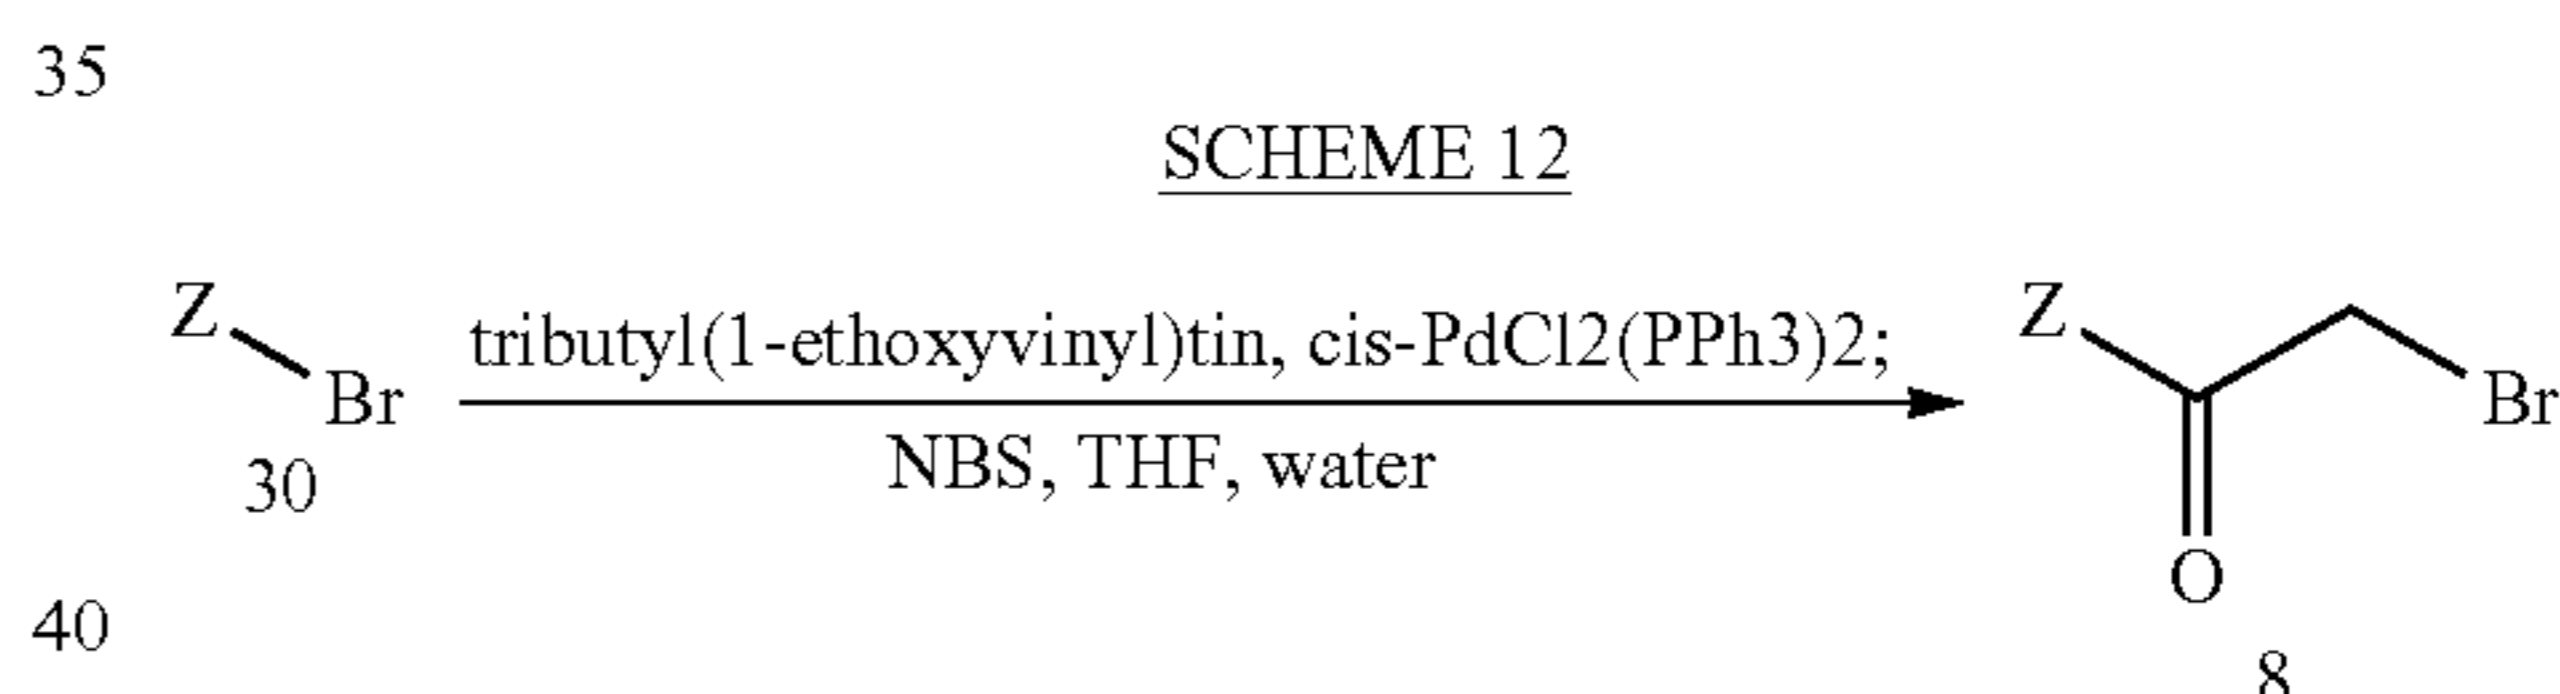 35
SCHEME 12
Z
Br
30
tributyl(1-ethoxyvinyl)tin, cis-PdCl2(PPh3)2;
NBS, THF, water
Z
Br
O
8
40